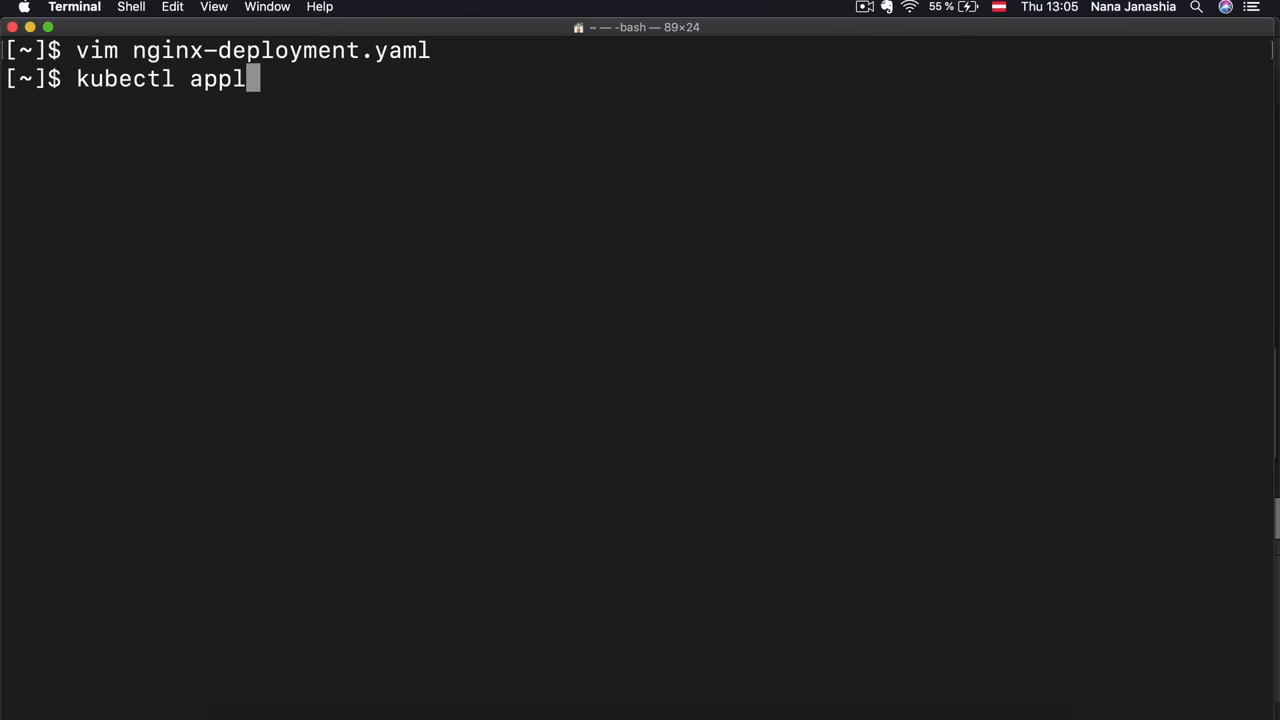 Terminal Shell Edit View Window Help 55 % Thu 13:05 Nana Janashia
~ — -bash — 89×24
[~]$ vim nginx-deployment.yaml
[~]$ kubectl appl